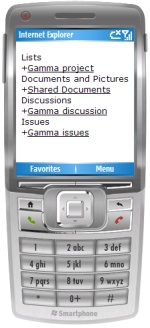 Internet Explorer
Lists
+Gamma project
Documents and Pictures
+Shared Documents
Discussions
+Gamma discussion
Issues
+Gamma issues
Favorites Menu
1 2 abc 3 def
4 ghi 5 jkl 6 mno
7 pqrs 8 tuv 9 wxyz
* 0+ #
Smartphone